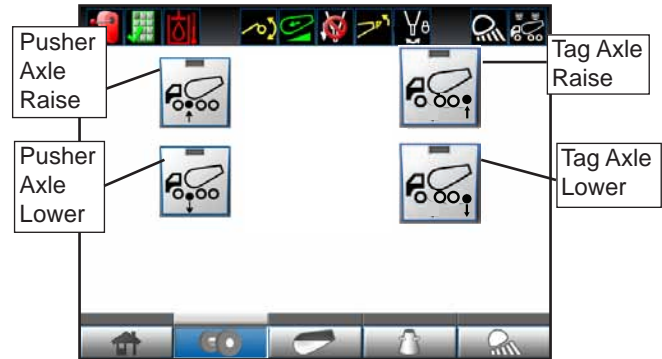 Pusher
Axle
Raise
Tag Axle
Raise
Pusher
Axle
Lower
Tag Axle
Lower